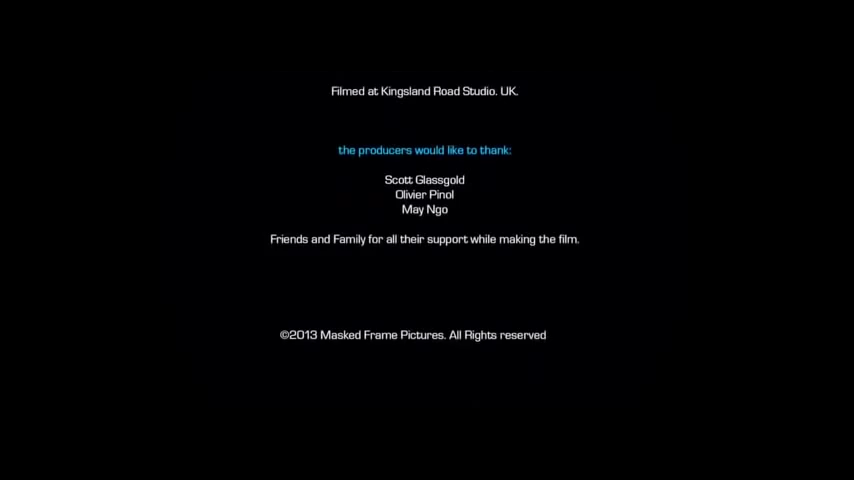 Filmed at Kingsland Road Studio. UK.
the producers would like to thank:
Scott Glassgold
Olivier Pinol
May Ngo
Friends and Family for all their support while making the film.
©2013 Masked Frame Pictures. All Rights reserved